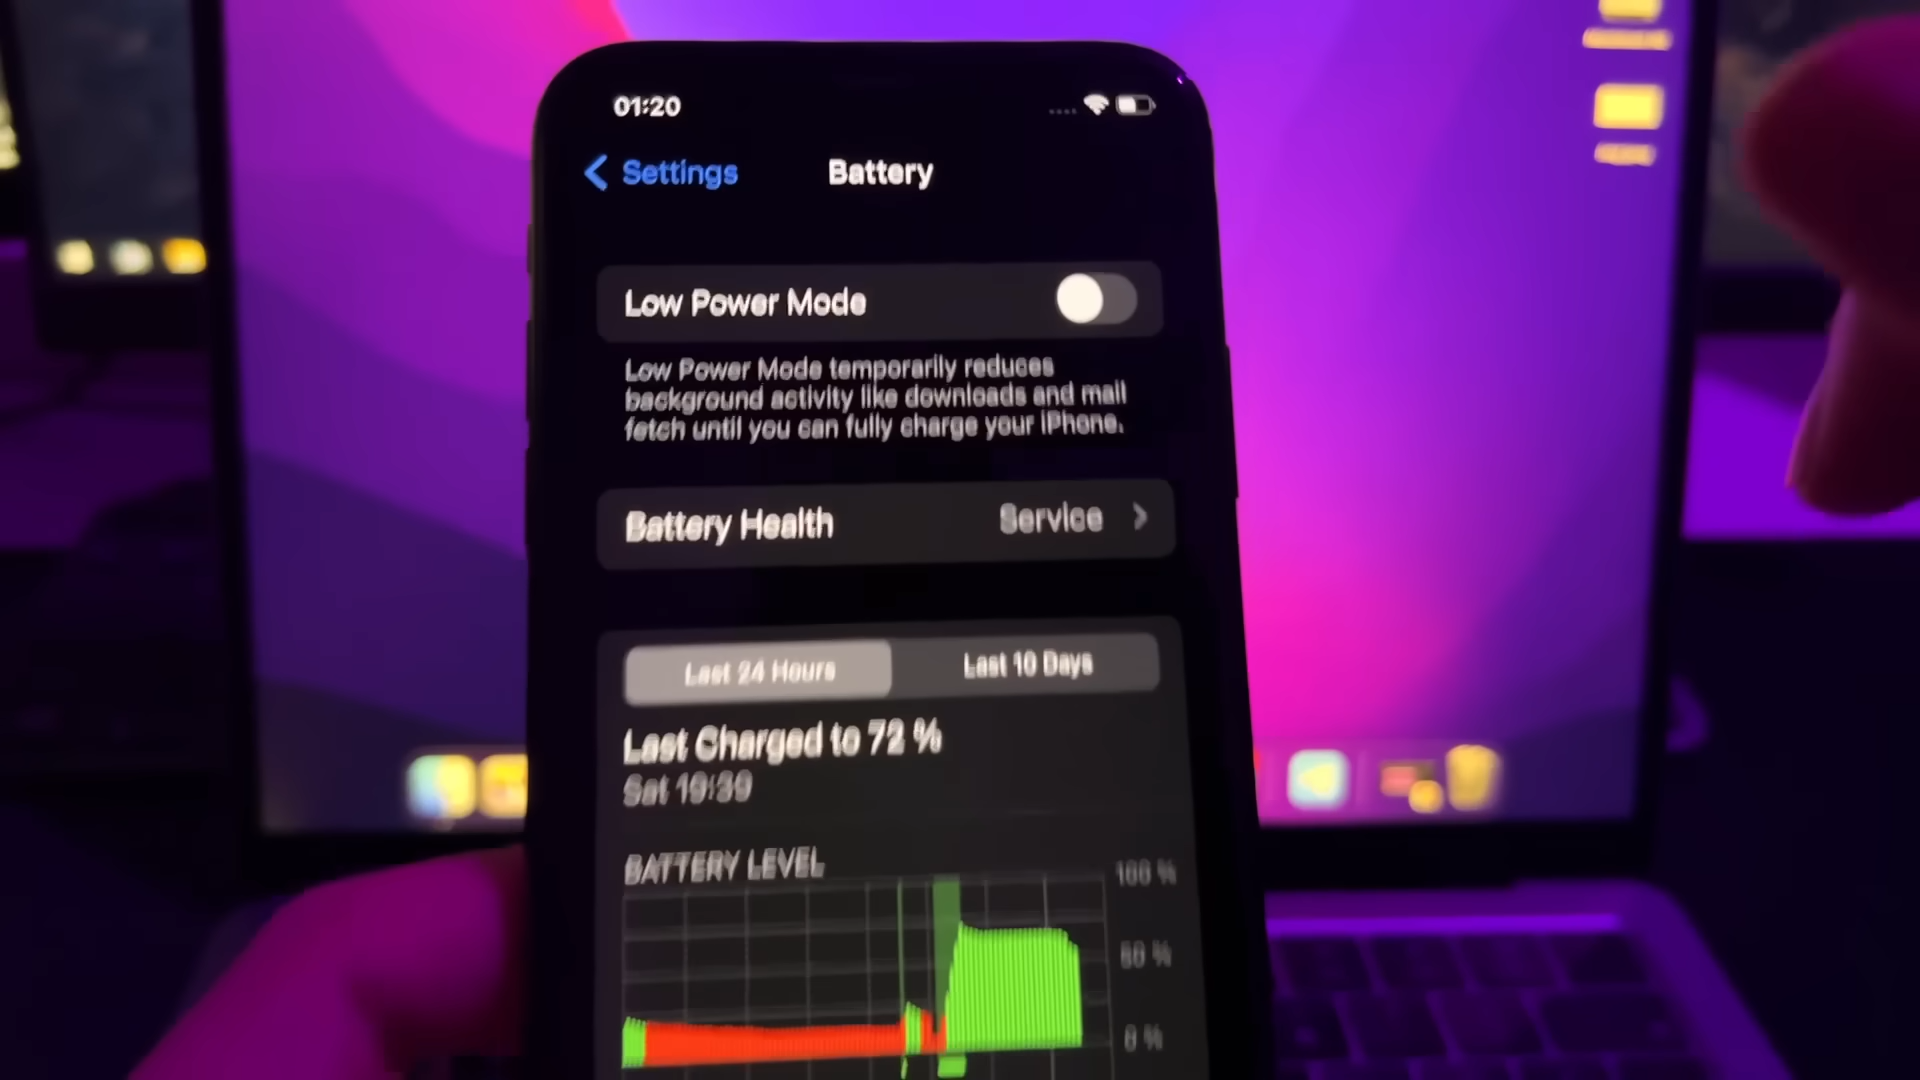 01:20
Settings
Battery
Low Power Mode
Low Power Mode temporarily reduces
background activity like downloads and mail
fetch until you can fully charge your iPhone.
Battery Health
Service
Last 24 Hours
Last 10 Days
Last Charged to 72 %
Sat 19:39
BATTERY LEVEL
100 %
50 %
0 %